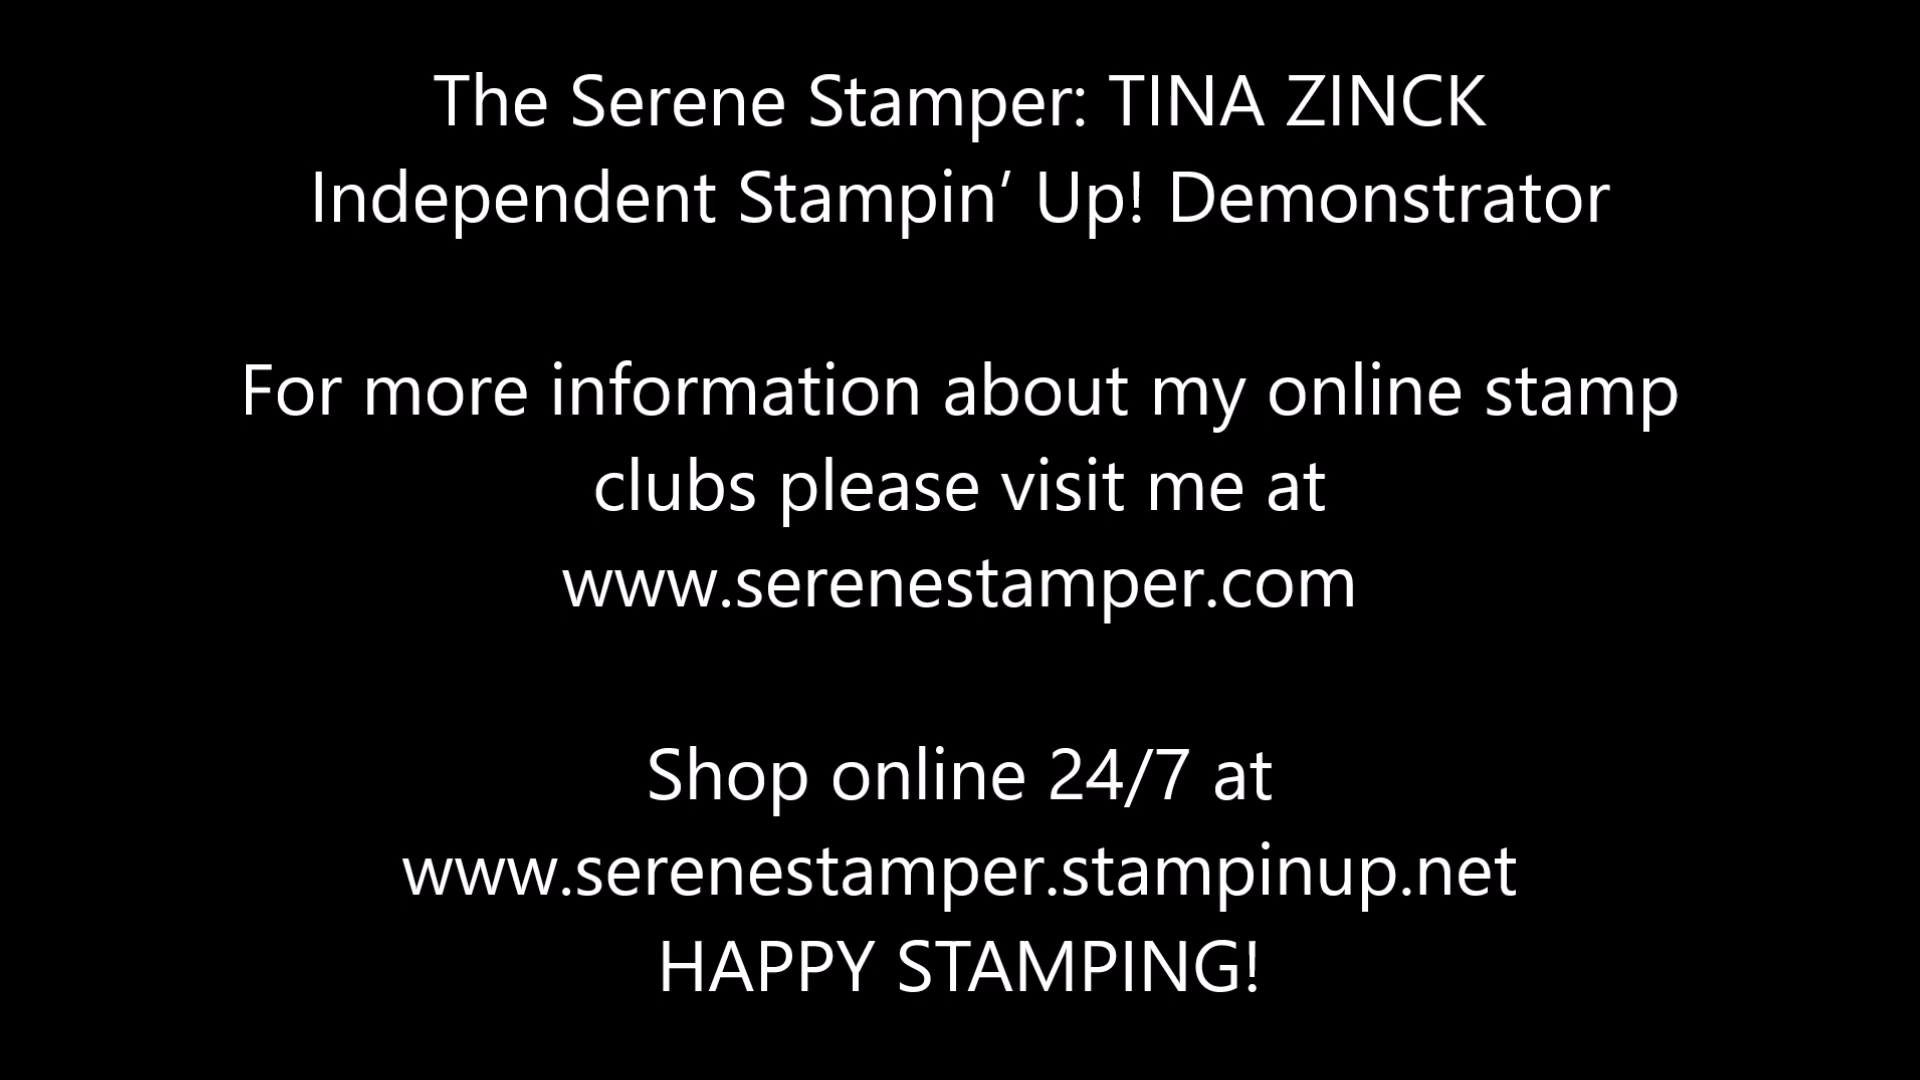 The Serene Stamper: TINA ZINCK
Independent Stampin’ Up! Demonstrator
For more information about my online stamp
clubs please visit me at
www.serenestamper.com
Shop online 24/7 at
www.serenestamper.stampinup.net
HAPPY STAMPING!